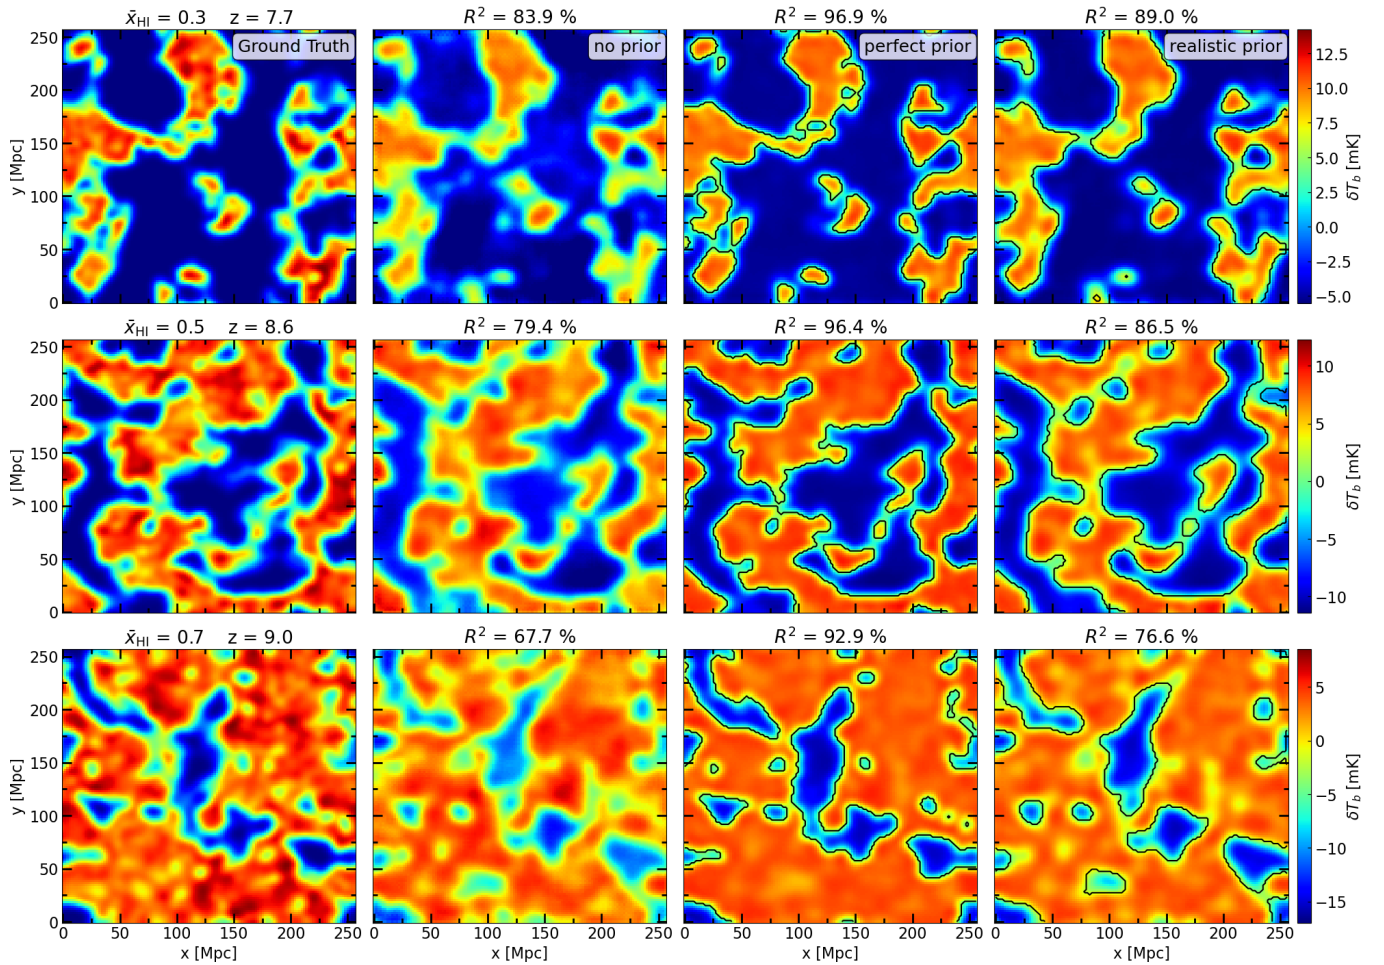 x̄HI = 0.3 z = 7.7
R² = 83.9 %
R² = 96.9 %
R² = 89.0 %
Ground Truth
no prior
perfect prior
realistic prior
y [Mpc]
250
200
150
100
50
0
12.5
10.0
7.5
5.0
2.5
0.0
−2.5
−5.0
δTb [mK]
x̄HI = 0.5 z = 8.6
R² = 79.4 %
R² = 96.4 %
R² = 86.5 %
y [Mpc]
250
200
150
100
50
0
10
5
0
−5
−10
δTb [mK]
x̄HI = 0.7 z = 9.0
R² = 67.7 %
R² = 92.9 %
R² = 76.6 %
y [Mpc]
250
200
150
100
50
0
5
0
−5
−10
−15
δTb [mK]
0 50 100 150 200 250
0 50 100 150 200 250
0 50 100 150 200 250
0 50 100 150 200 250
x [Mpc]
x [Mpc]
x [Mpc]
x [Mpc]